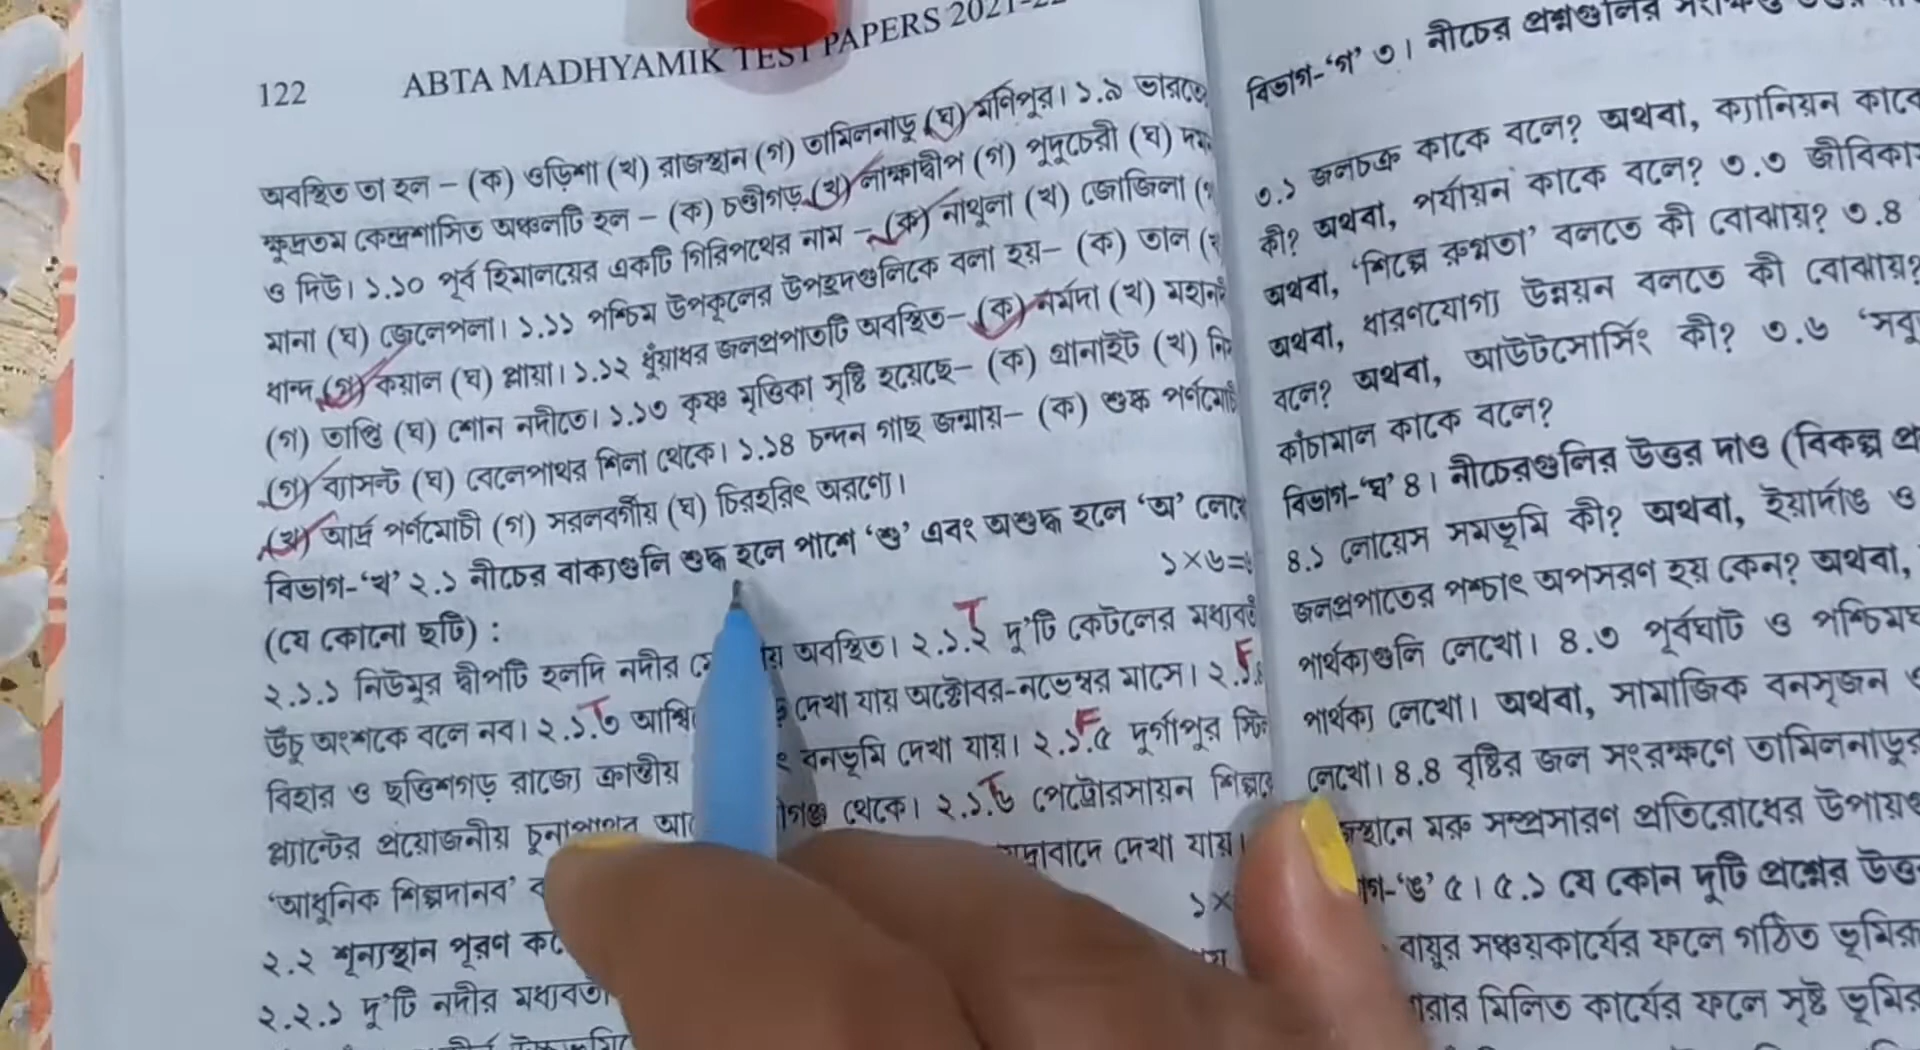 122 ABTA MADHYAMIK TEST PAPERS 2021-22
অবস্থিত তা হল – (ক) ওড়িশা (খ) রাজস্থান (গ) তামিলনাড়ু (ঘ) মণিপুর। ১.৯ ভারতে
ক্ষুদ্রতম কেন্দ্রশাসিত অঞ্চলটি হল – (ক) চণ্ডীগড় (খ) লাক্ষাদ্বীপ (গ) পুদুচেরী (ঘ)
ও দিউ। ১.১০ পূর্ব হিমালয়ের একটি গিরিপথের নাম – (ক) নাথুলা (খ) জোজিলা
মানা (ঘ) জেলেপলা। ১.১১ পশ্চিম উপকূলের উপহ্রদগুলিকে বলা হয়– (ক) তাল
ধান্দ (গ) কয়াল (ঘ) প্লায়া। ১.১২ ধুঁয়াধর জলপ্রপাতটি অবস্থিত– (ক) নর্মদা (খ)
(গ) তাপ্তি (ঘ) শোন নদীতে। ১.১৩ কৃষ্ণ মৃত্তিকা সৃষ্টি হয়েছে– (ক) গ্রানাইট (খ)
(গ) ব্যাসল্ট (ঘ) বেলেপাথর শিলা থেকে। ১.১৪ চন্দন গাছ জন্মায়– (ক) শুষ্ক পর্ণমোচী
(খ) আর্দ্র পর্ণমোচী (গ) সরলবর্গীয় (ঘ) চিরহরিৎ অরণ্যে।
বিভাগ-‘খ’ ২.১ নীচের বাক্যগুলি শুদ্ধ হলে পাশে ‘শু’ এবং অশুদ্ধ হলে ‘অ’ লেখো
(যে কোনো ছটি) : ১×৬=
২.১.১ নিউমুর দ্বীপটি হলদি নদীর অবস্থিত। T ২.১.২ দু’টি কেটলের মধ্যবর্তী
উঁচু অংশকে বলে নব। T ২.১.৩ দেখা যায় অক্টোবর-নভেম্বর মাসে। F
বিহার ও ছত্তিশগড় রাজ্যে ক্রান্তীয় বনভূমি দেখা যায়। F ২.১.৫ দুর্গাপুর
প্ল্যান্টের প্রয়োজনীয় চুনাপাথর থেকে। T ২.১.৬ পেট্রোরসায়ন শিল্পকে
‘আধুনিক শিল্পদানব’ দেখা যায়।
২.২ শূন্যস্থান পূরণ ১×
২.২.১ দু’টি নদীর মধ্যবর্তী
বিভাগ-‘গ’ ৩। নীচের প্রশ্নগুলির
৩.১ জলচক্র কাকে বলে? অথবা, ক্যানিয়ন কাকে
কী? অথবা, পর্যায়ন কাকে বলে? ৩.৩
অথবা, ‘শিল্পে রুগ্নতা’ বলতে কী বোঝায়? ৩.৪
অথবা, ধারণযোগ্য উন্নয়ন বলতে কী বোঝায়?
বলে? অথবা, আউটসোর্সিং কী? ৩.৬
কাঁচামাল কাকে বলে?
বিভাগ-‘ঘ’ ৪। নীচেরগুলির উত্তর দাও (বিকল্প
৪.১ লোয়েস সমভূমি কী? অথবা, ইয়ার্দাঙ ও
জলপ্রপাতের পশ্চাৎ অপসরণ হয় কেন? অথবা,
পার্থক্যগুলি লেখো। ৪.৩ পূর্বঘাট ও
পার্থক্য লেখো। অথবা, সামাজিক বনসৃজন
লেখো। ৪.৪ বৃষ্টির জল সংরক্ষণে তামিলনাড়ুর
মরু সম্প্রসারণ প্রতিরোধের
‘ঙ’ ৫। ৫.১ যে কোন দুটি প্রশ্নের
বায়ুর সঞ্চয়কার্যের ফলে গঠিত
মিলিত কার্যের ফলে সৃষ্ট